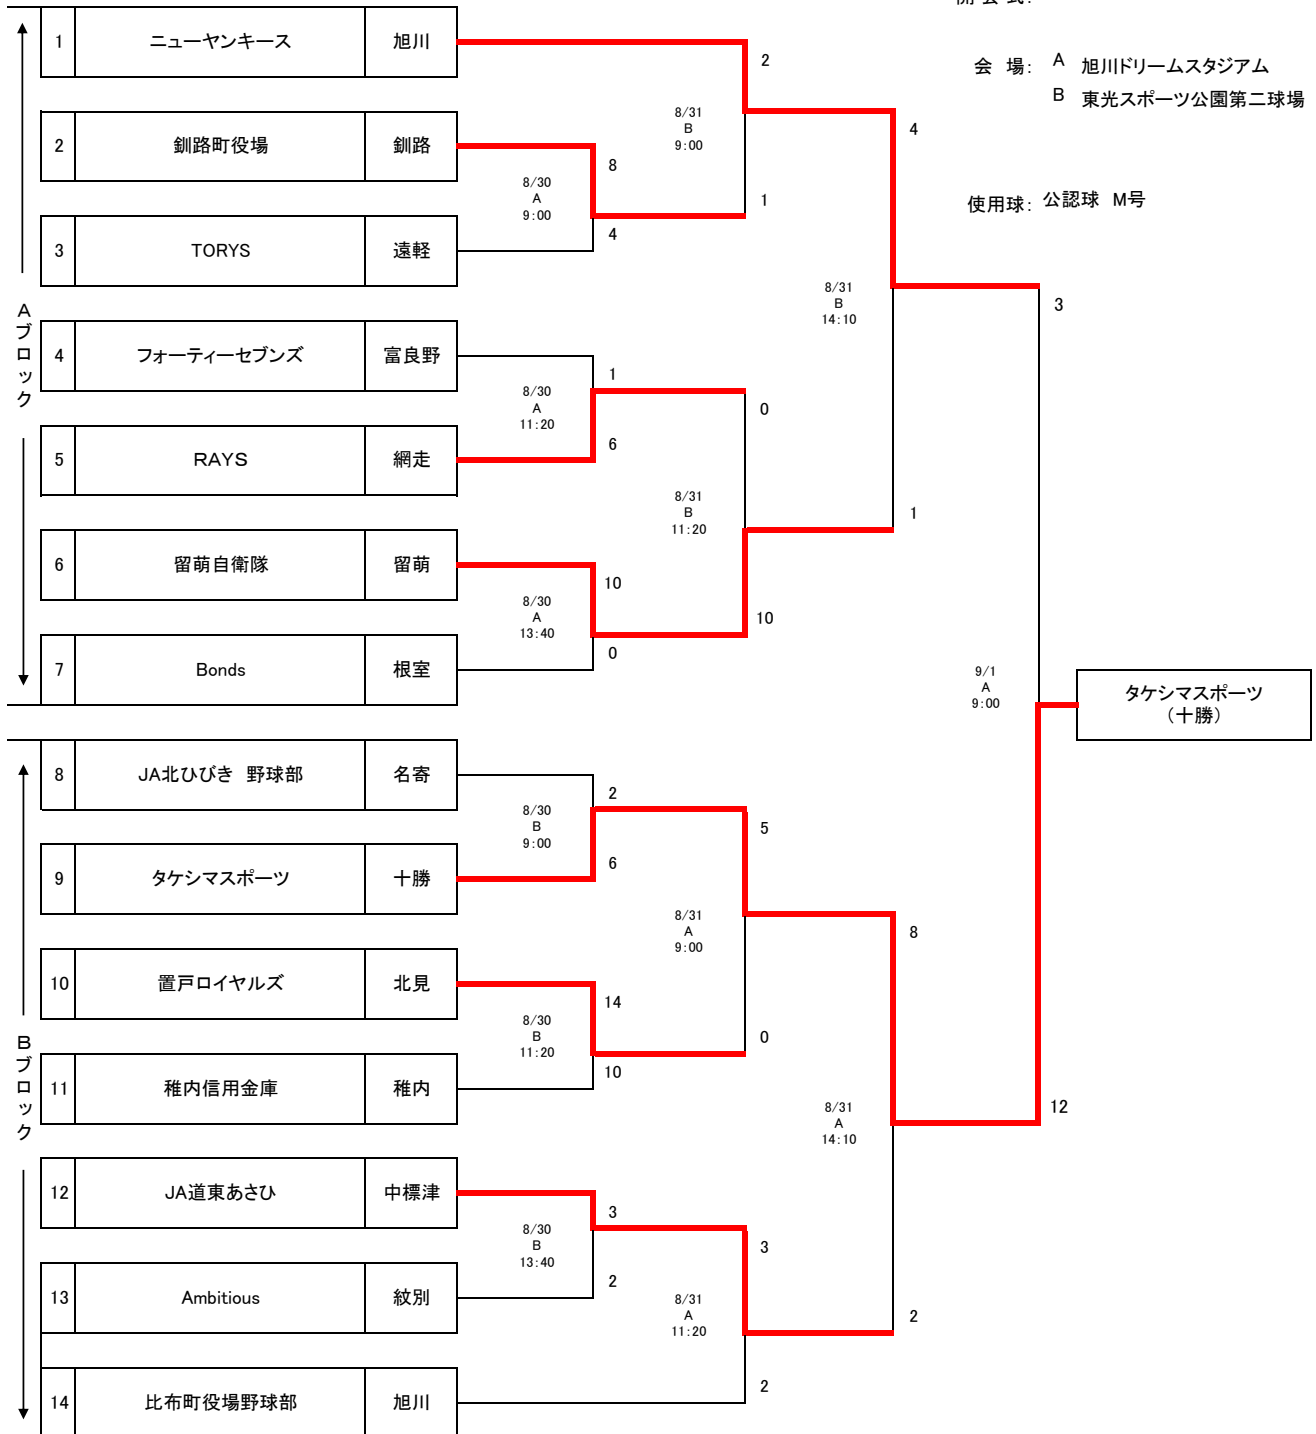 会 場: A 旭川ドリームスタジアム
B 東光スポーツ公園第二球場
使用球: 公認球 M号
Aブロック
1 ニューヤンキース 旭川
2 釧路町役場 釧路
3 TORYS 遠軽
4 フォーティーセブンズ 富良野
5 RAYS 網走
6 留萌自衛隊 留萌
7 Bonds 根室
Bブロック
8 JA北ひびき 野球部 名寄
9 タケシマスポーツ 十勝
10 置戸ロイヤルズ 北見
11 稚内信用金庫 稚内
12 JA道東あさひ 中標津
13 Ambitious 紋別
14 比布町役場野球部 旭川
8/30
A
9:00
8
4
8/30
A
11:20
1
6
8/30
A
13:40
10
0
8/30
B
9:00
2
6
8/30
B
11:20
14
10
8/30
B
13:40
3
2
8/31
B
9:00
2
1
8/31
B
11:20
0
10
8/31
A
9:00
5
0
8/31
A
11:20
3
2
8/31
B
14:10
4
1
8/31
A
14:10
8
2
9/1
A
9:00
3
12
タケシマスポーツ
(十勝)